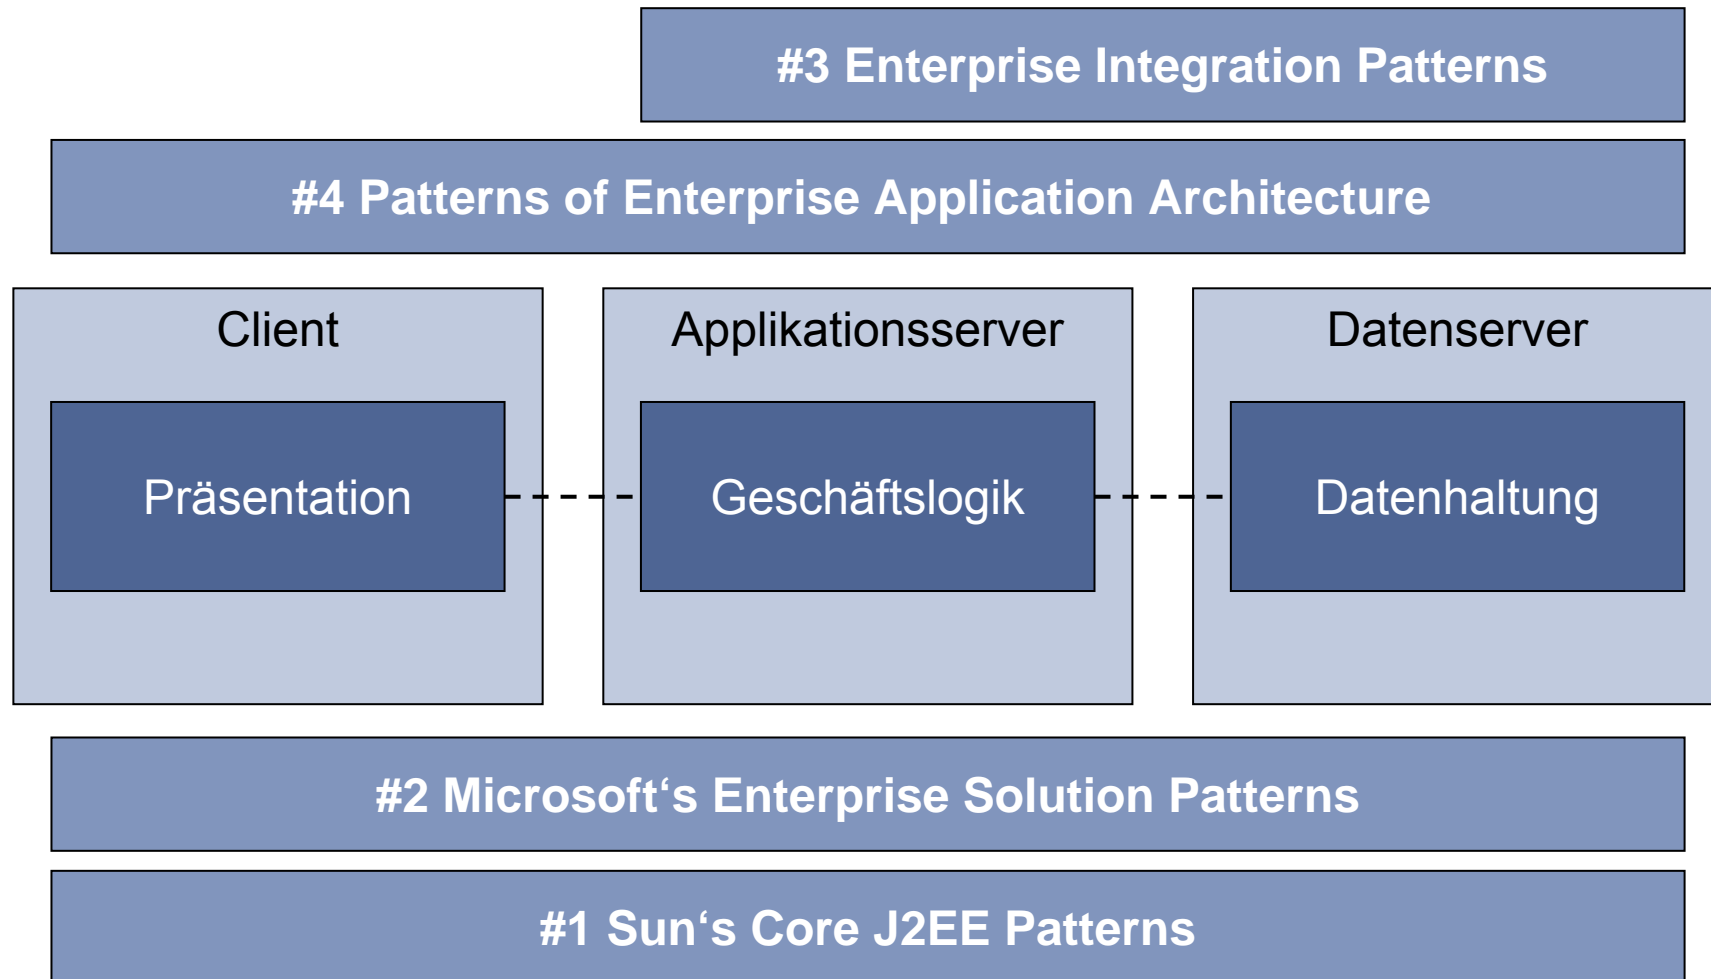 #3 Enterprise Integration Patterns
#4 Patterns of Enterprise Application Architecture
Client
Applikationsserver
Datenserver
Präsentation
Geschäftslogik
Datenhaltung
#2 Microsoft‘s Enterprise Solution Patterns
#1 Sun‘s Core J2EE Patterns